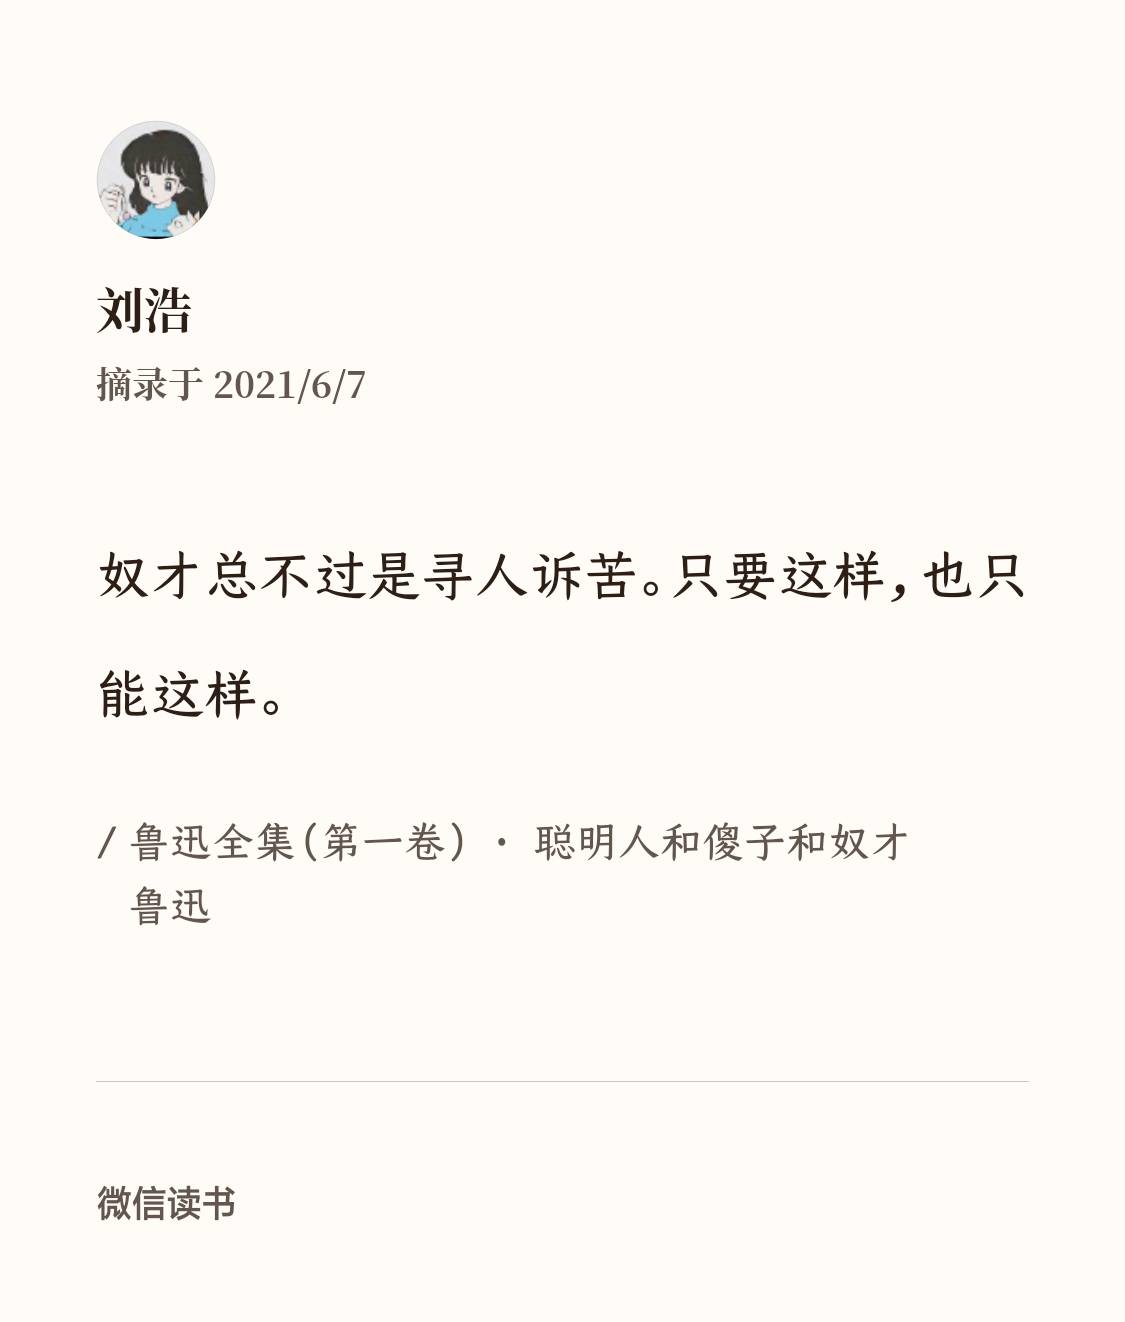 刘浩
摘录于 2021/6/7
奴才总不过是寻人诉苦。只要这样，也只
能这样。
/ 鲁迅全集(第一卷) · 聪明人和傻子和奴才
鲁迅
微信读书